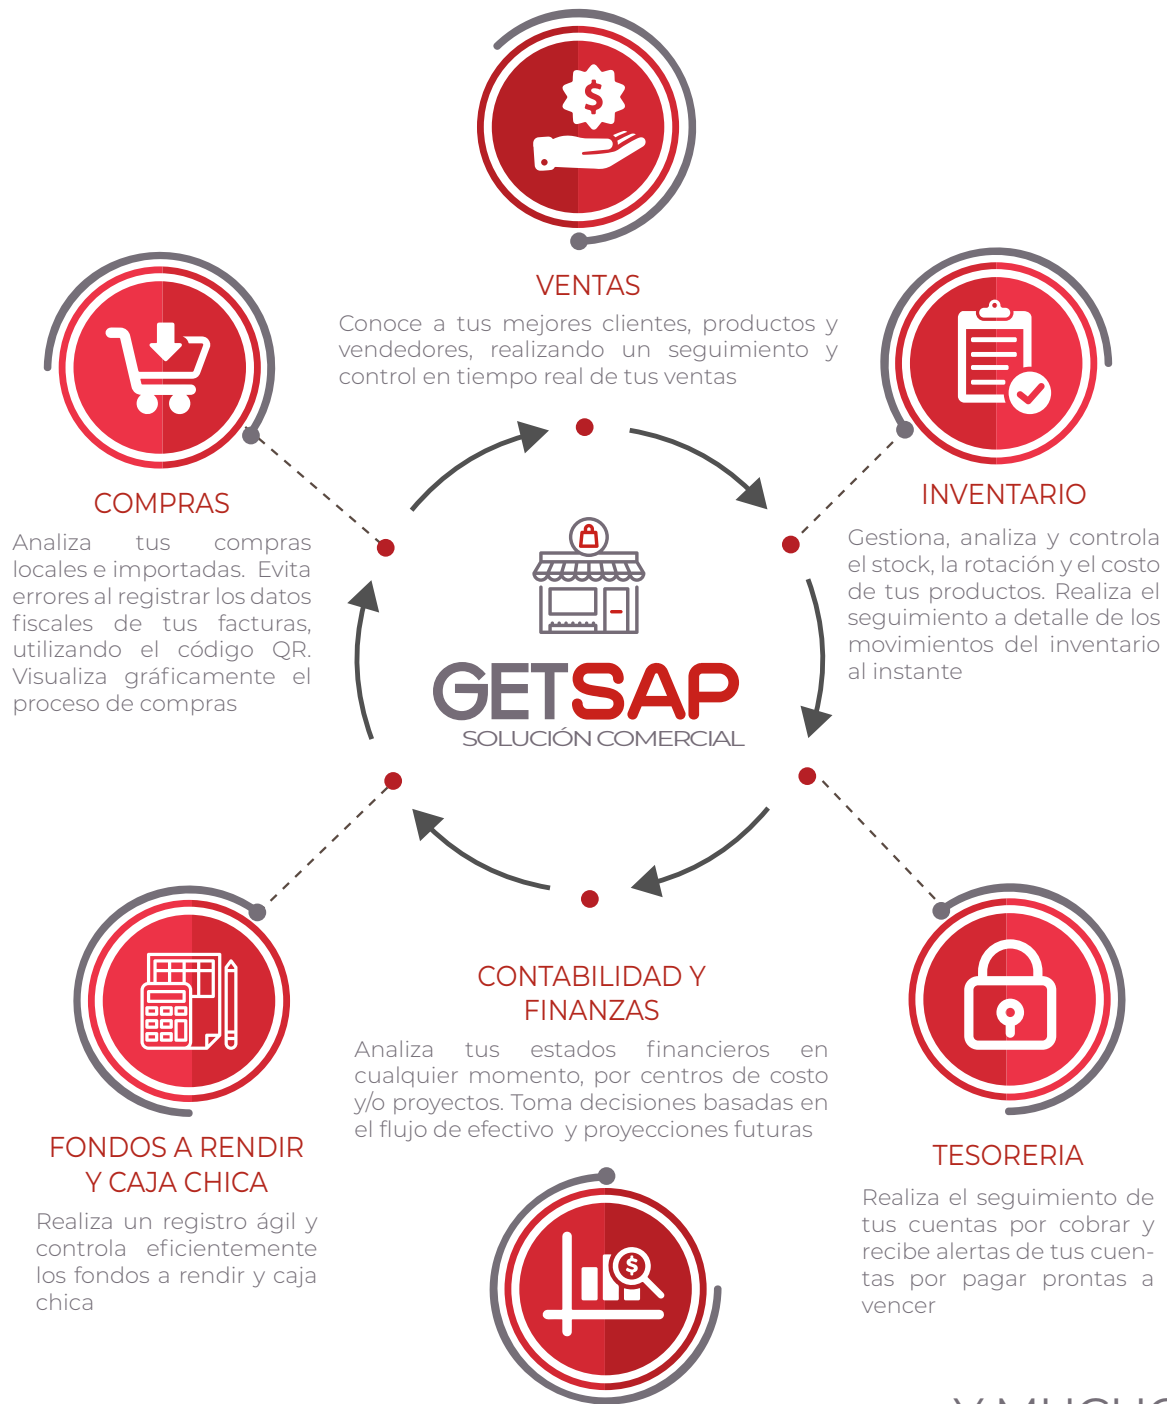 VENTAS
Conoce a tus mejores clientes, productos y
vendedores, realizando un seguimiento y
control en tiempo real de tus ventas
COMPRAS
Analiza tus compras
locales e importadas. Evita
errores al registrar los datos
fiscales de tus facturas,
utilizando el código QR.
Visualiza gráficamente el
proceso de compras
INVENTARIO
Gestiona, analiza y controla
el stock, la rotación y el costo
de tus productos. Realiza el
seguimiento a detalle de los
movimientos del inventario
al instante
GETSAP
SOLUCIÓN COMERCIAL
CONTABILIDAD Y
FINANZAS
Analiza tus estados financieros en
cualquier momento, por centros de costo
y/o proyectos. Toma decisiones basadas en
el flujo de efectivo y proyecciones futuras
FONDOS A RENDIR
Y CAJA CHICA
Realiza un registro ágil y
controla eficientemente
los fondos a rendir y caja
chica
TESORERIA
Realiza el seguimiento de
tus cuentas por cobrar y
recibe alertas de tus cuen-
tas por pagar prontas a
vencer